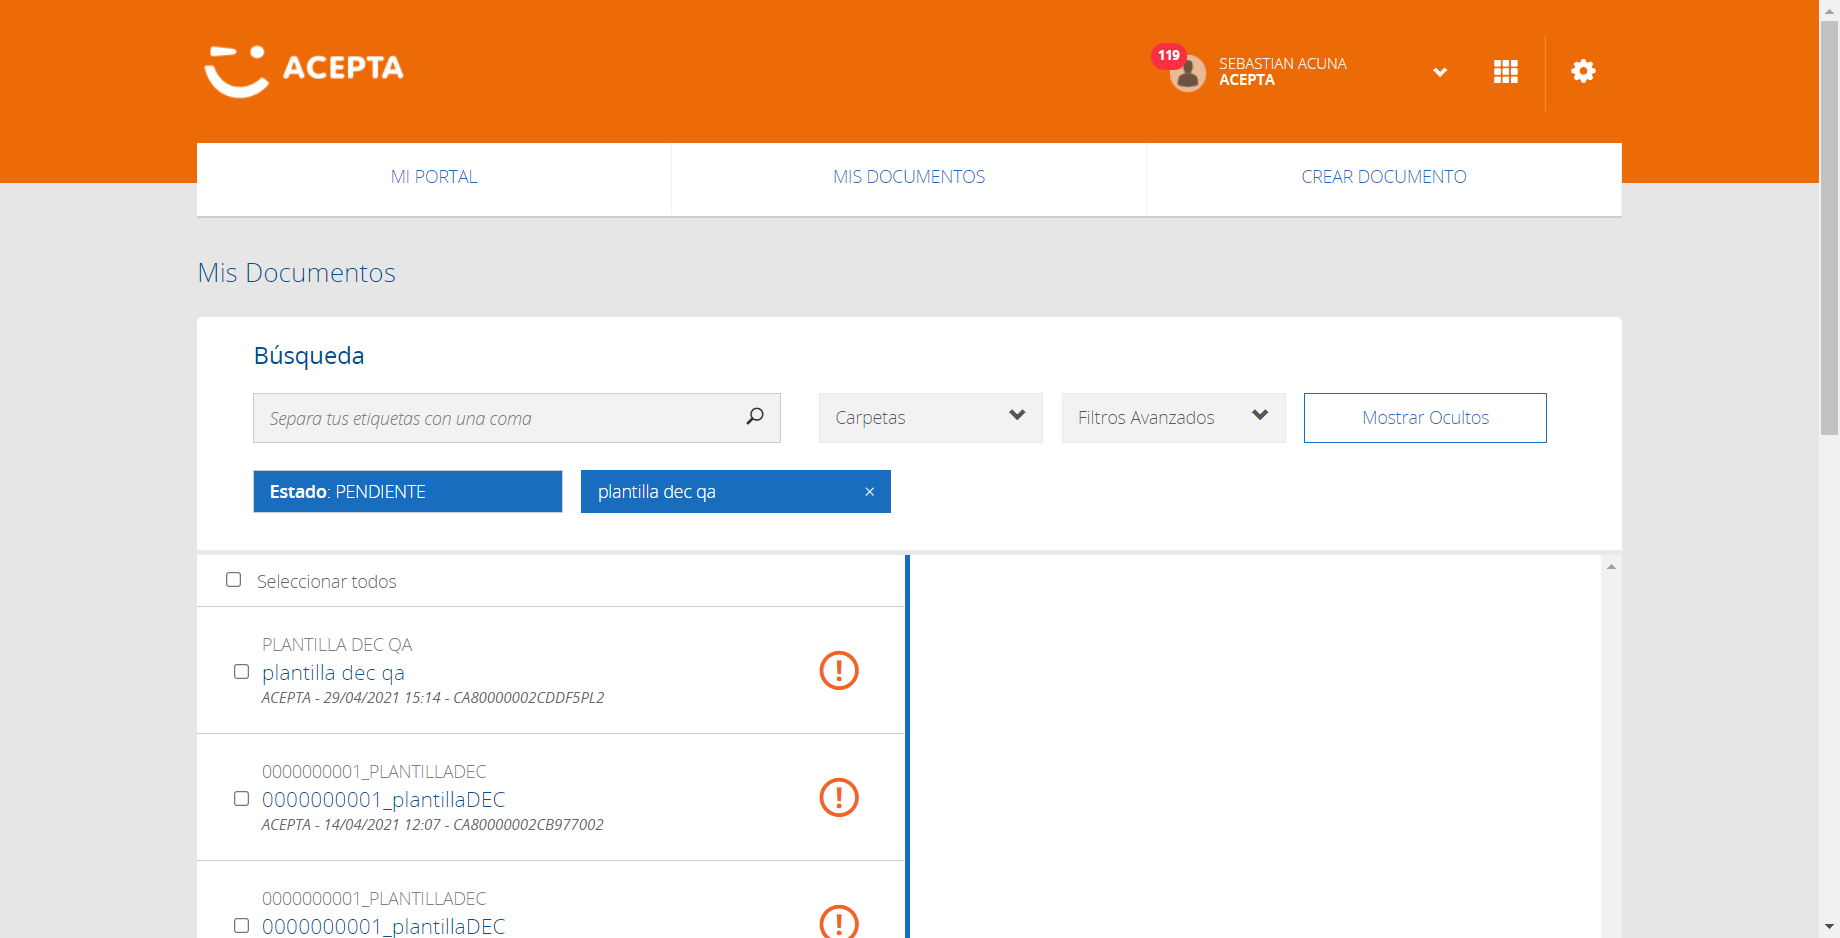 ACEPTA
119
SEBASTIAN ACUNA
ACEPTA
MI PORTAL
MIS DOCUMENTOS
CREAR DOCUMENTO
Mis Documentos
Búsqueda
Separa tus etiquetas con una coma
Carpetas
Filtros Avanzados
Mostrar Ocultos
Estado: PENDIENTE
plantilla dec qa ×
Seleccionar todos
PLANTILLA DEC QA
plantilla dec qa
ACEPTA - 29/04/2021 15:14 - CA80000002CDDF5PL2
0000000001_PLANTILLADEC
0000000001_plantillaDEC
ACEPTA - 14/04/2021 12:07 - CA80000002CB977002
0000000001_PLANTILLADEC
0000000001_plantillaDEC